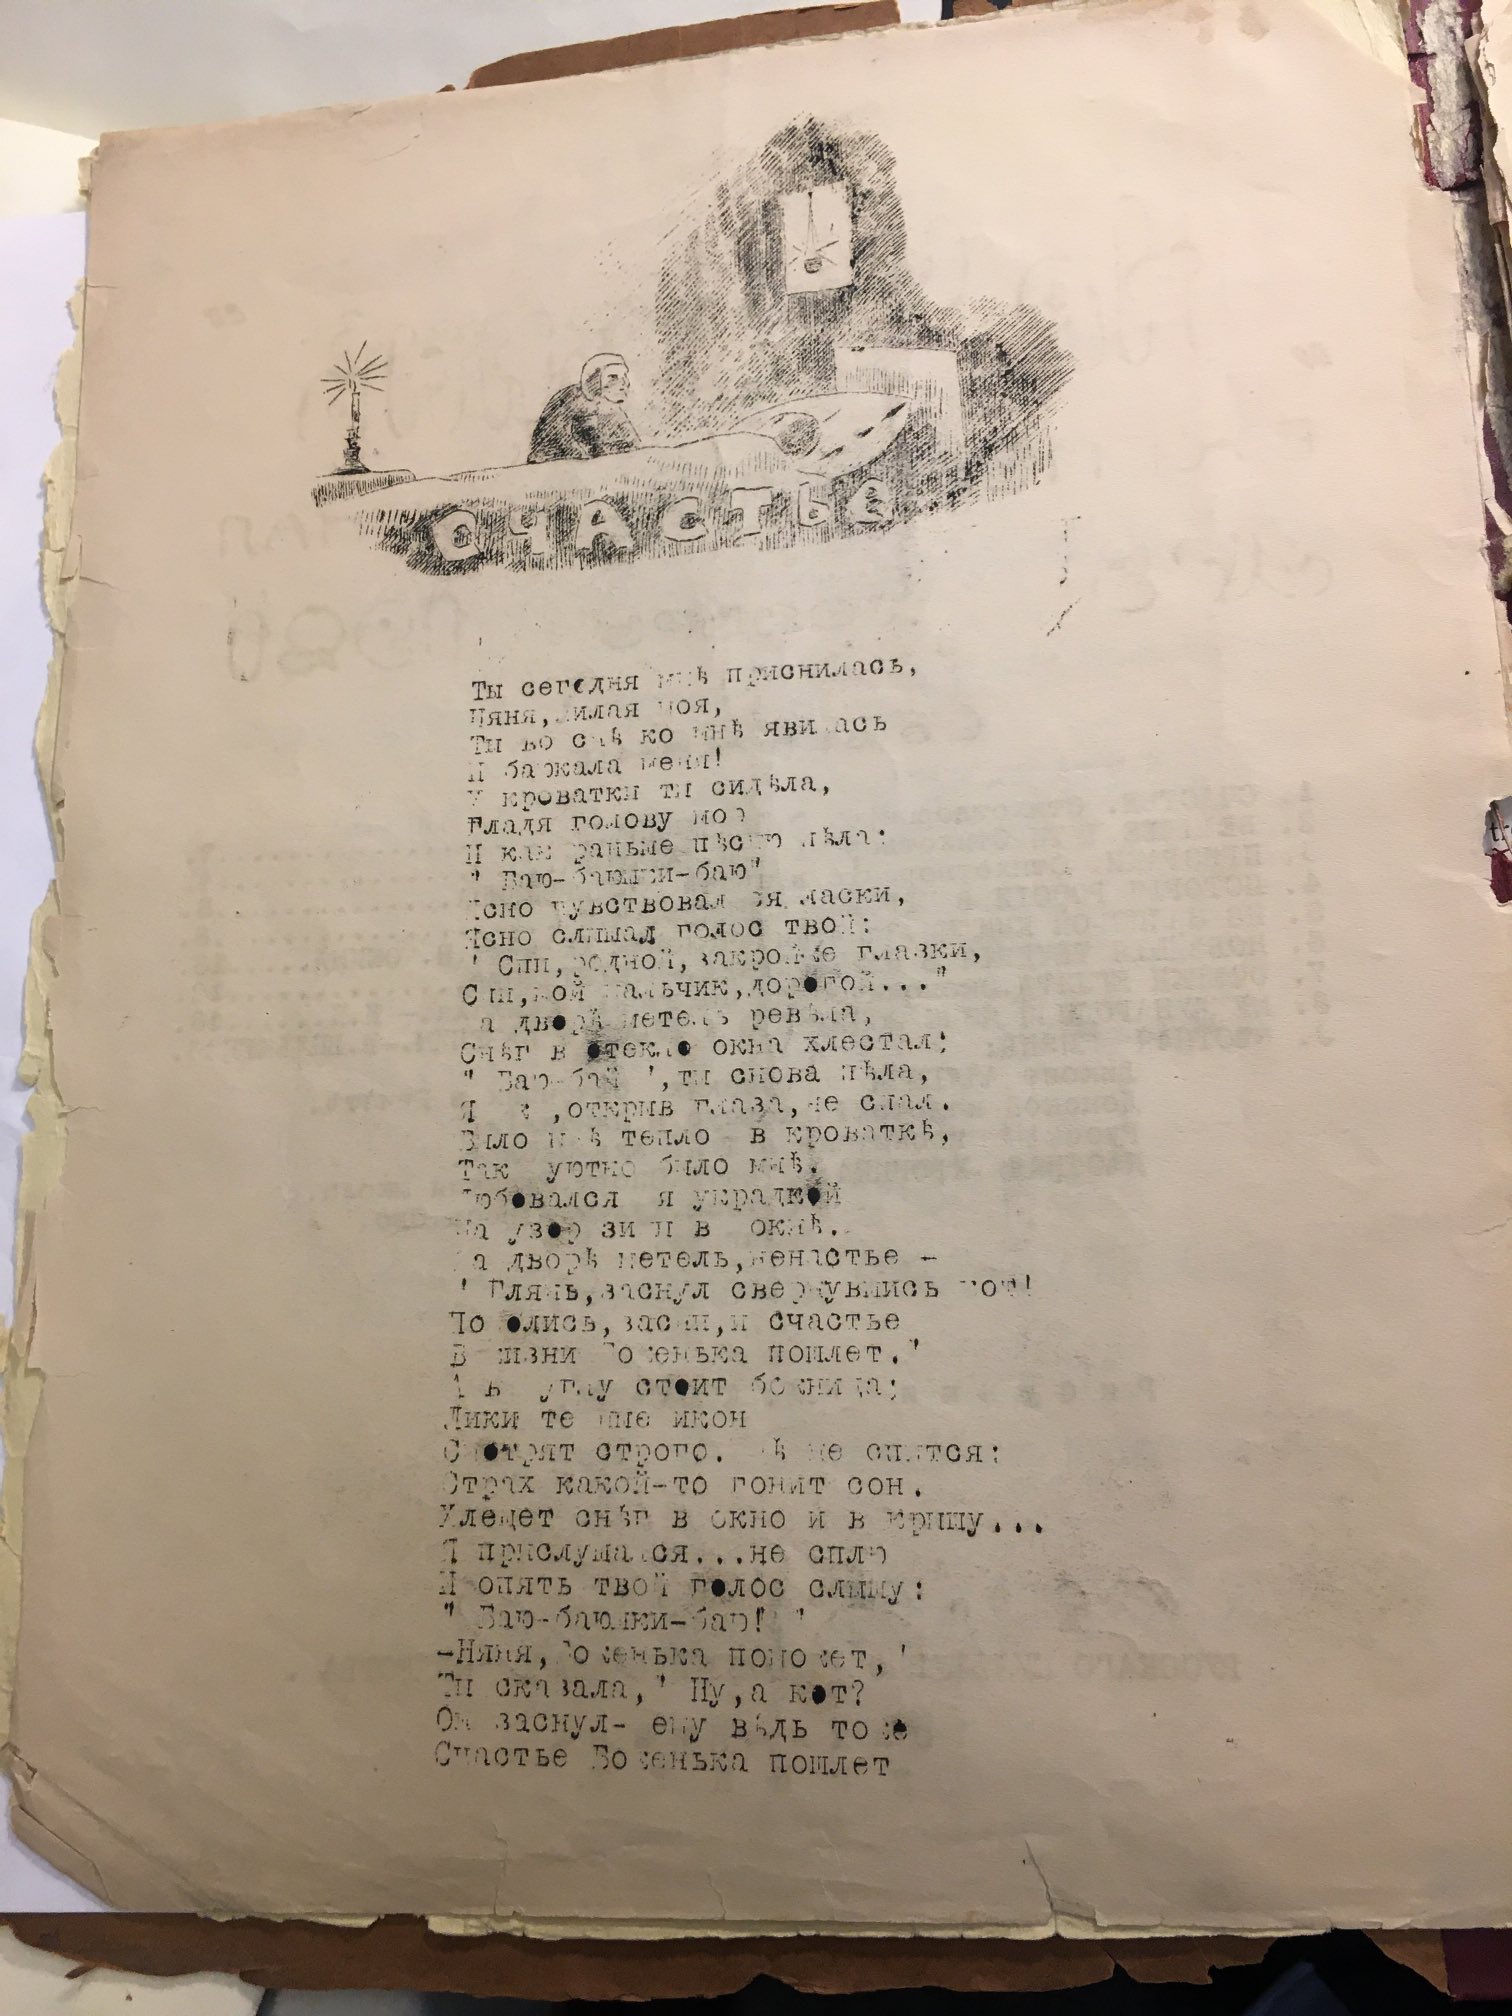 СЧАСТЬЕ
Ты сегодня мнѣ приснилась,
Няня, милая моя,
Ты во снѣ ко мнѣ явилась
И баюкала меня!
У кроватки ты сидѣла,
Гладя голову мою
И как раньше пѣсню пѣла:
" Баю-баюшки-баю"
Ясно чувствовал я ласки,
Ясно слышал голос твой:
" Спи,родной,закрой же глазки,
Спи,мой мальчик,дорогой..."
На дворѣ метель ревѣла,
Снѣг в стекло окна хлестал;
" Баю-бай ",ты снова пѣла,
Я ж ,открыв глаза,не спал.
Было мнѣ тепло в кроваткѣ,
Так уютно было мнѣ.
Любовался я украдкой
На узор зимы в окнѣ.
На дворѣ метель,ненастье -
" Глянь,заснул свернувшись кот!
Помолись,засни,и счастье
В жизни Боженька пошлет."
А в углу стоит божница;
Лики темные икон
Смотрят строго. Мнѣ не спится:
Страх какой-то гонит сон.
Хлещет снѣг в окно и в крышу...
Я прислушался...не сплю
И опять твой голос слышу:
" Баю-баюшки-баю! "
-Няня,Боженька поможет,"
Ты сказала," Ну,а кот?
Он заснул- ему вѣдь тоже
Счастье Боженька пошлет